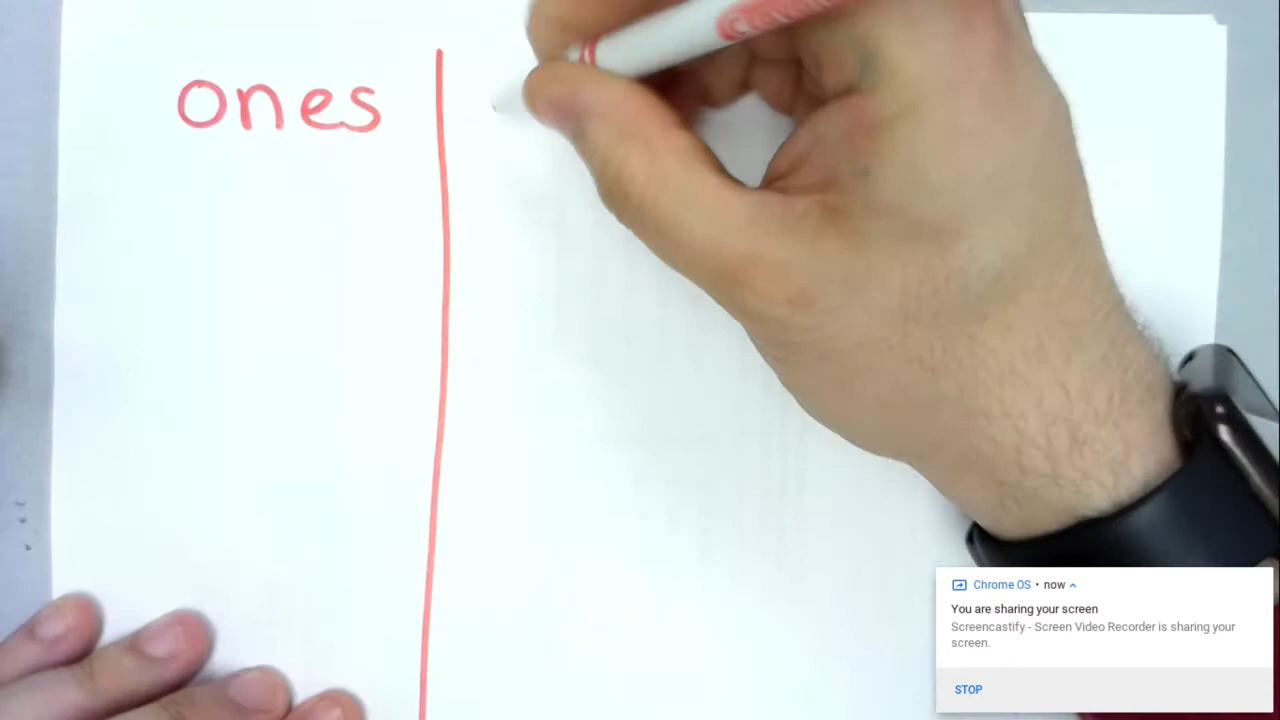 ones
Chrome OS • now
You are sharing your screen
Screencastify - Screen Video Recorder is sharing your
screen.
STOP